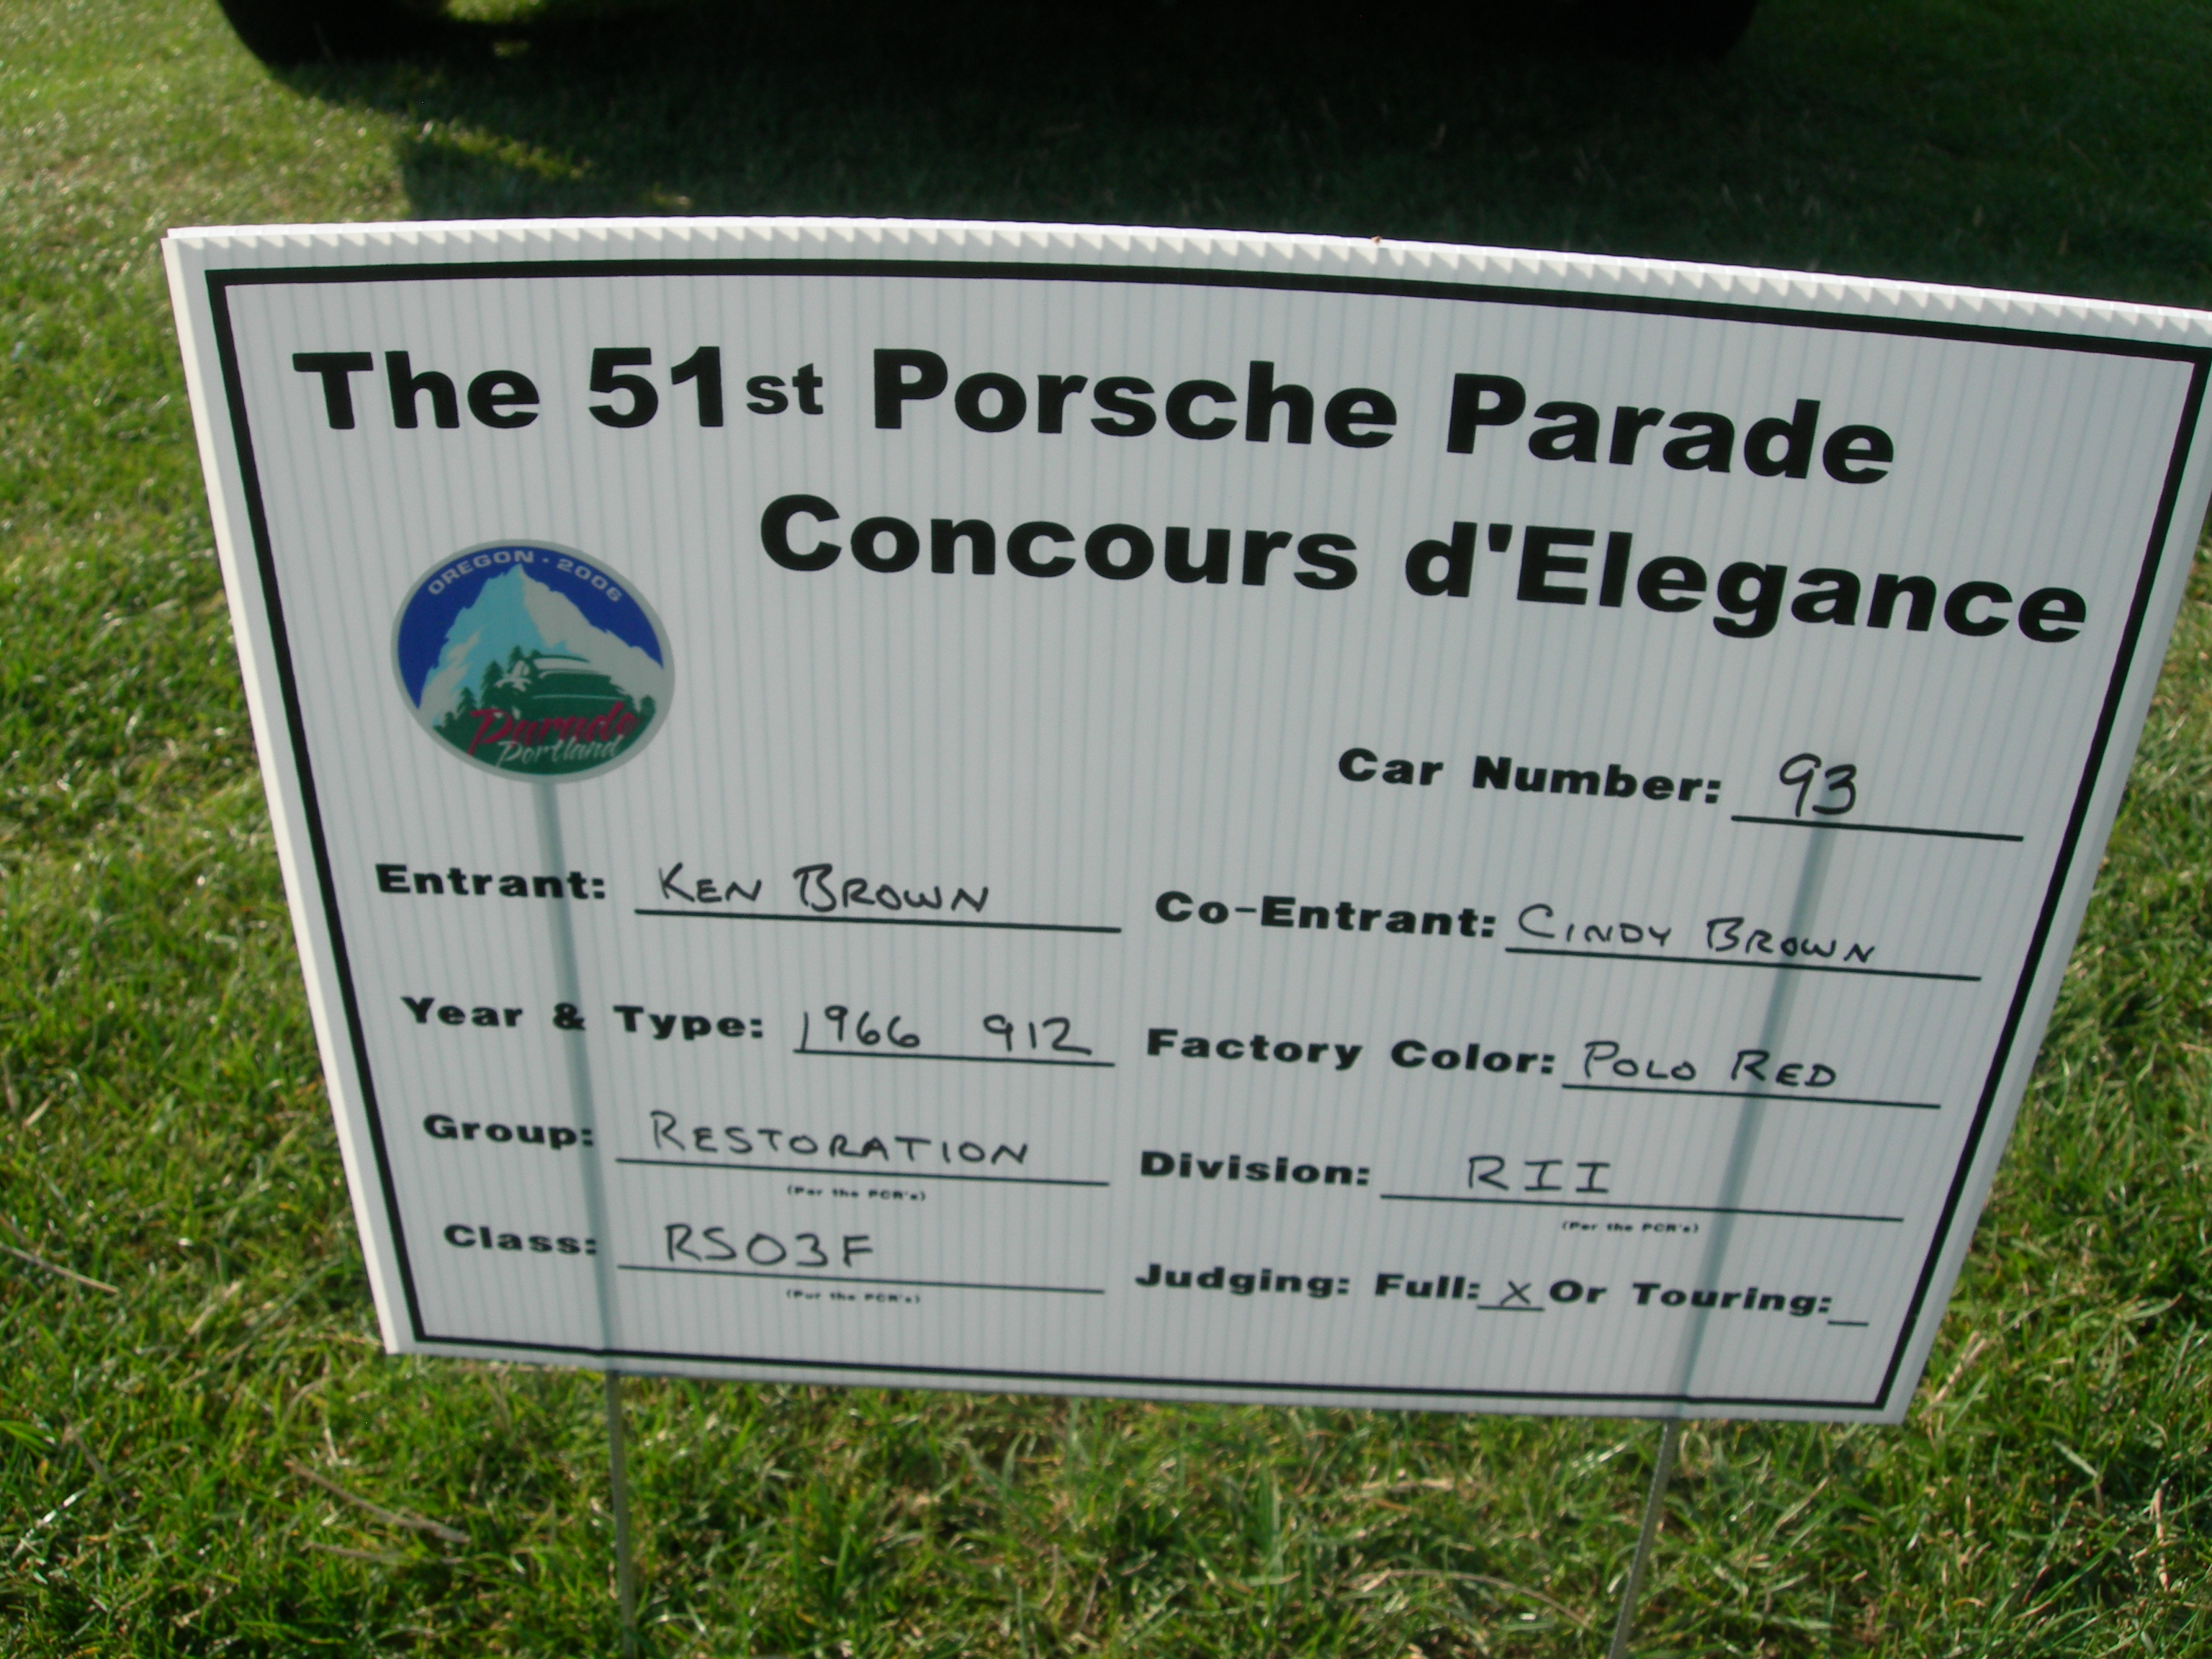 The 51st Porsche Parade
Concours d'Elegance
OREGON · 2006
Parade
Portland
Car Number: 93
Entrant: KEN BROWN Co-Entrant: CINDY BROWN
Year & Type: 1966 912 Factory Color: POLO RED
Group: RESTORATION Division: RII
(Per the PCR's) (Per the PCR's)
Class: RSO3F Judging: Full: X Or Touring:
(Per the PCR's)